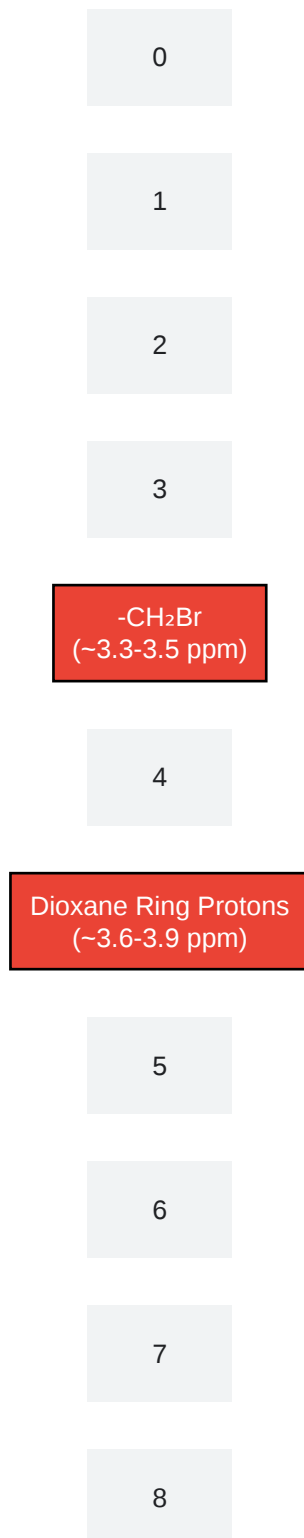 0
1
2
3
-CH₂Br
(~3.3-3.5 ppm)
4
Dioxane Ring Protons
(~3.6-3.9 ppm)
5
6
7
8